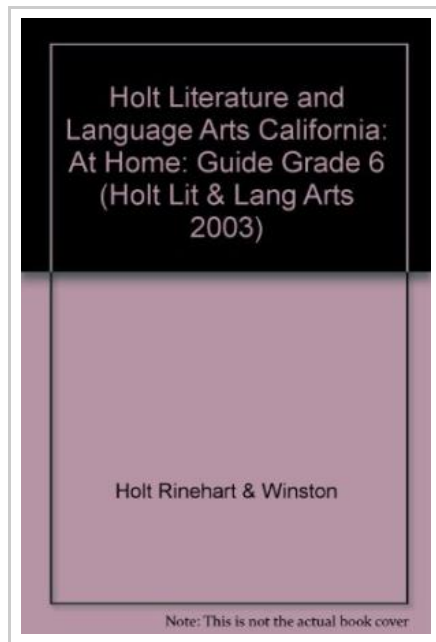 Holt Literature and
Language Arts California:
At Home: Guide Grade 6
(Holt Lit & Lang Arts
2003)
Holt Rinehart & Winston
Note: This is not the actual book cover